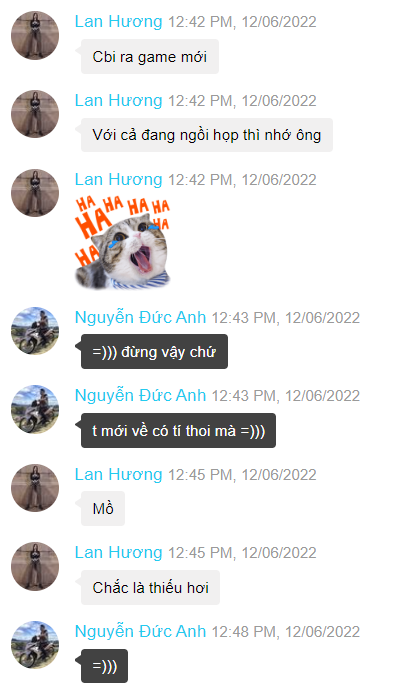 Lan Hương 12:42 PM, 12/06/2022
Cbi ra game mới
Lan Hương 12:42 PM, 12/06/2022
Với cả đang ngồi họp thì nhớ ông
Lan Hương 12:42 PM, 12/06/2022
HA HA HA HA HA HA HA
Nguyễn Đức Anh 12:43 PM, 12/06/2022
=))) đừng vậy chứ
Nguyễn Đức Anh 12:43 PM, 12/06/2022
t mới về có tí thoi mà =)))
Lan Hương 12:45 PM, 12/06/2022
Mồ
Lan Hương 12:45 PM, 12/06/2022
Chắc là thiếu hơi
Nguyễn Đức Anh 12:48 PM, 12/06/2022
=)))